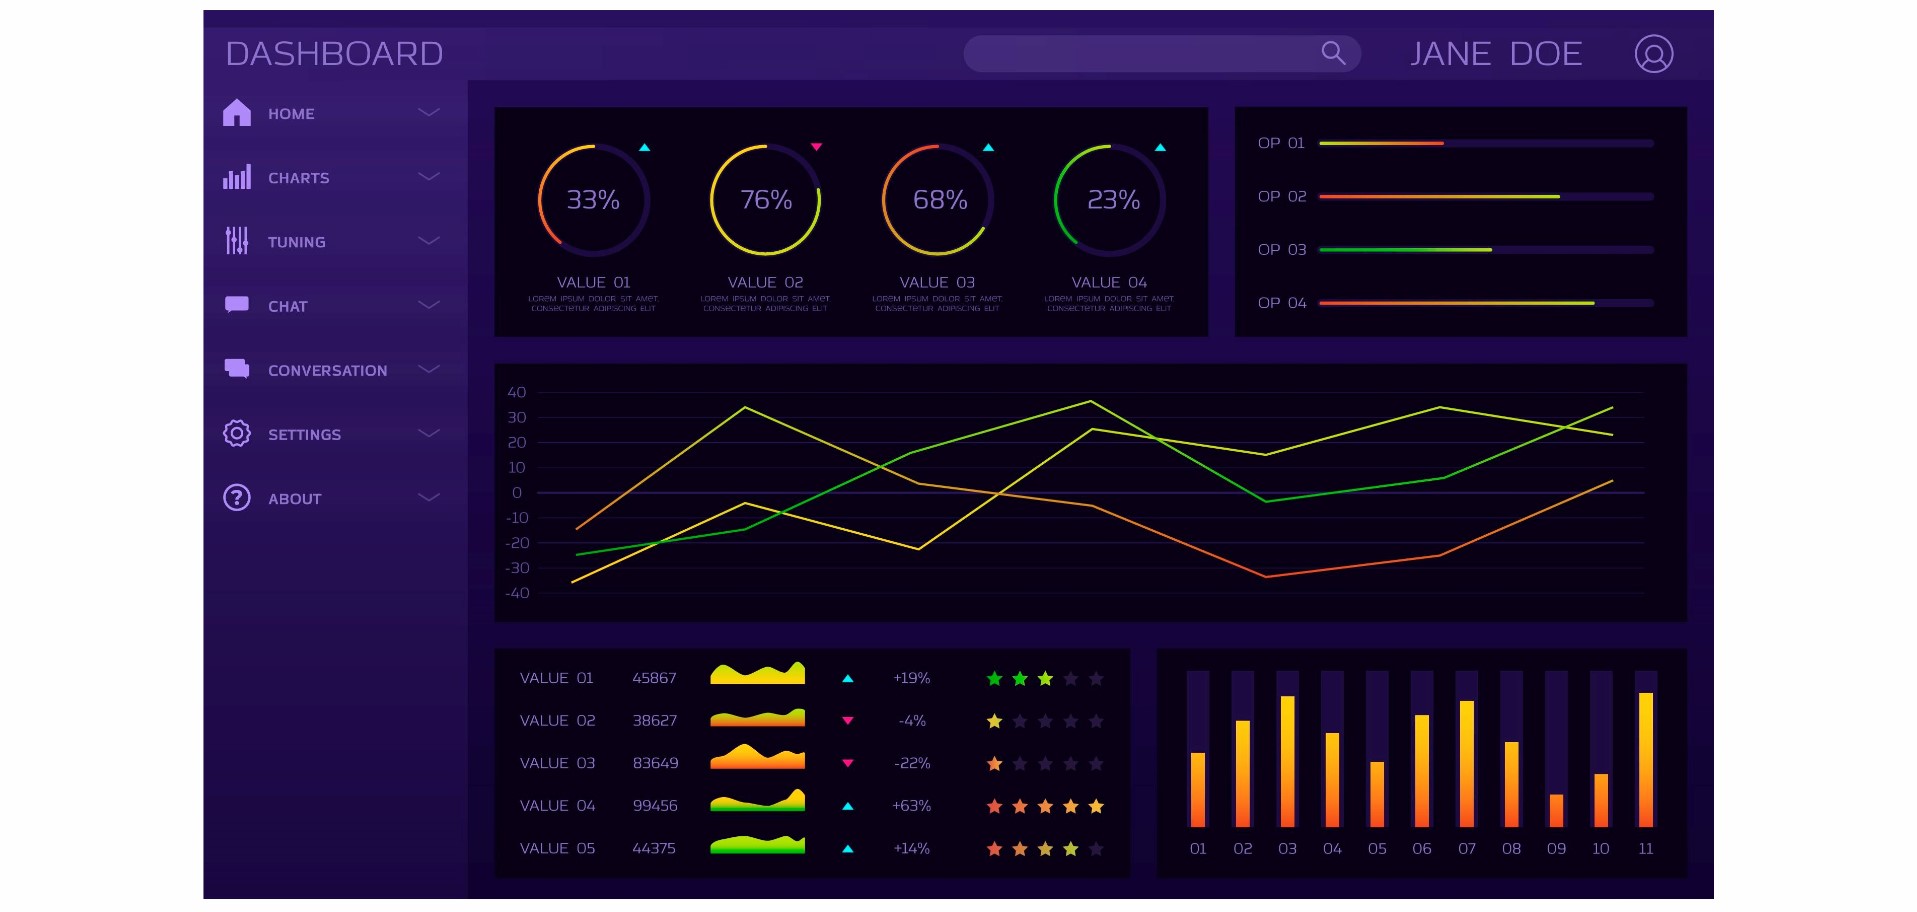 DASHBOARD
JANE DOE
HOME
CHARTS
TUNING
CHAT
CONVERSATION
SETTINGS
ABOUT
33%
76%
68%
23%
VALUE 01
VALUE 02
VALUE 03
VALUE 04
LOREM IPSUM DOLOR SIT AMET,
CONSECTETUR ADIPISCING ELIT
LOREM IPSUM DOLOR SIT AMET,
CONSECTETUR ADIPISCING ELIT
LOREM IPSUM DOLOR SIT AMET,
CONSECTETUR ADIPISCING ELIT
LOREM IPSUM DOLOR SIT AMET,
CONSECTETUR ADIPISCING ELIT
OP 01
OP 02
OP 03
OP 04
40
30
20
10
0
-10
-20
-30
-40
VALUE 01 45867 +19%
VALUE 02 38627 -4%
VALUE 03 83649 -22%
VALUE 04 99456 +63%
VALUE 05 44375 +14%
01 02 03 04 05 06 07 08 09 10 11